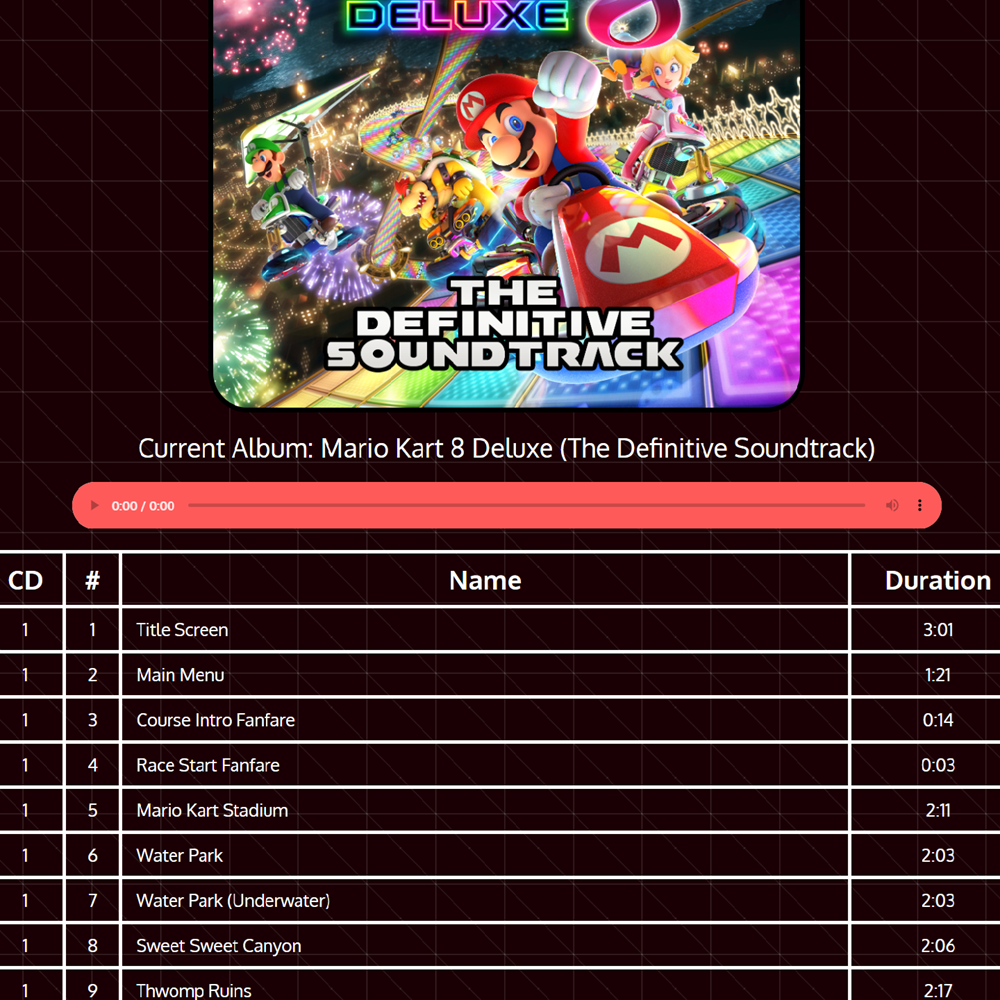 DELUXE
M
M
THE
DEFINITIVE
SOUNDTRACK
Current Album: Mario Kart 8 Deluxe (The Definitive Soundtrack)
0:00 / 0:00
CD # Name Duration
1 1 Title Screen 3:01
1 2 Main Menu 1:21
1 3 Course Intro Fanfare 0:14
1 4 Race Start Fanfare 0:03
1 5 Mario Kart Stadium 2:11
1 6 Water Park 2:03
1 7 Water Park (Underwater) 2:03
1 8 Sweet Sweet Canyon 2:06
1 9 Thwomp Ruins 2:17